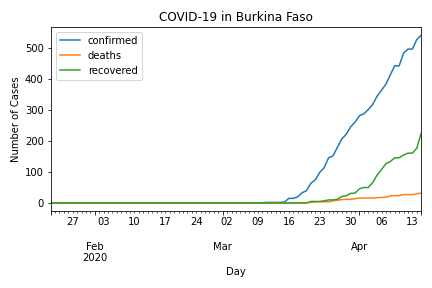 COVID-19 in Burkina Faso
confirmed
deaths
recovered
Number of Cases
500
400
300
200
100
0
27 03 10 17 24 02 09 16 23 30 06 13
Feb Mar Apr
2020
Day